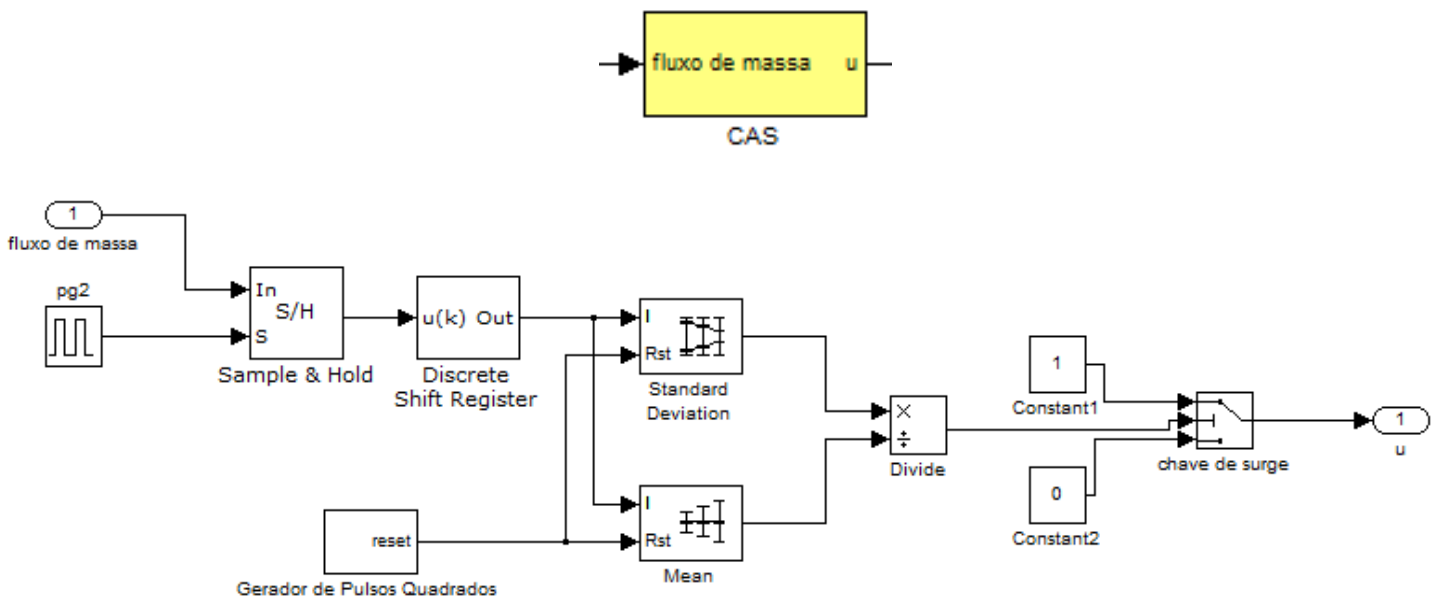 fluxo de massa u
CAS
1
fluxo de massa
pg2
In
S/H
S
Sample & Hold
u(k) Out
Discrete
Shift Register
I
Rst
Standard
Deviation
I
Rst
Mean
reset
Gerador de Pulsos Quadrados
×
÷
Divide
1
Constant1
0
Constant2
chave de surge
1
u